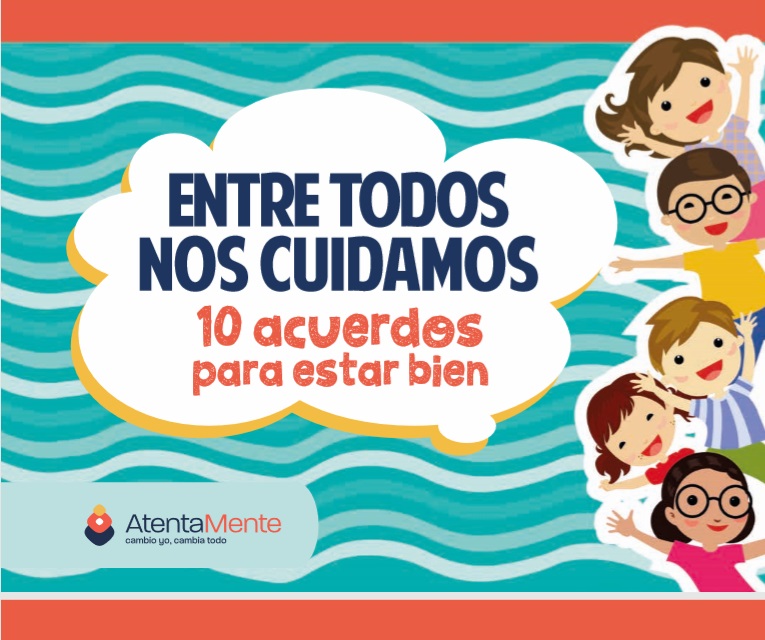 ENTRE TODOS
NOS CUIDAMOS
10 acuerdos
para estar bien
AtentaMente
cambio yo, cambia todo